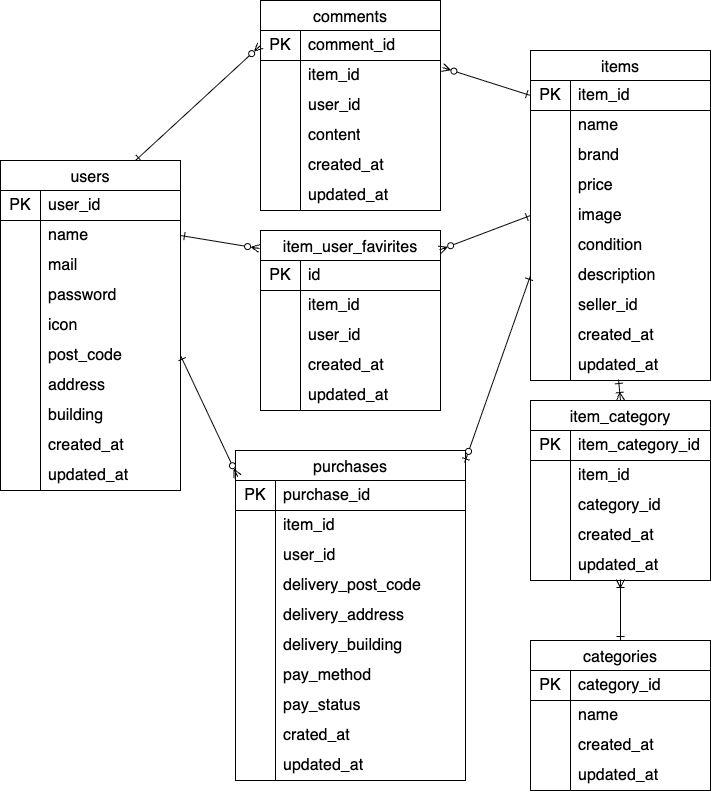 comments
PK comment_id
item_id
user_id
content
created_at
updated_at
items
PK item_id
name
brand
price
image
condition
description
seller_id
created_at
updated_at
users
PK user_id
name
mail
password
icon
post_code
address
building
created_at
updated_at
item_user_favirites
PK id
item_id
user_id
created_at
updated_at
item_category
PK item_category_id
item_id
category_id
created_at
updated_at
purchases
PK purchase_id
item_id
user_id
delivery_post_code
delivery_address
delivery_building
pay_method
pay_status
crated_at
updated_at
categories
PK category_id
name
created_at
updated_at